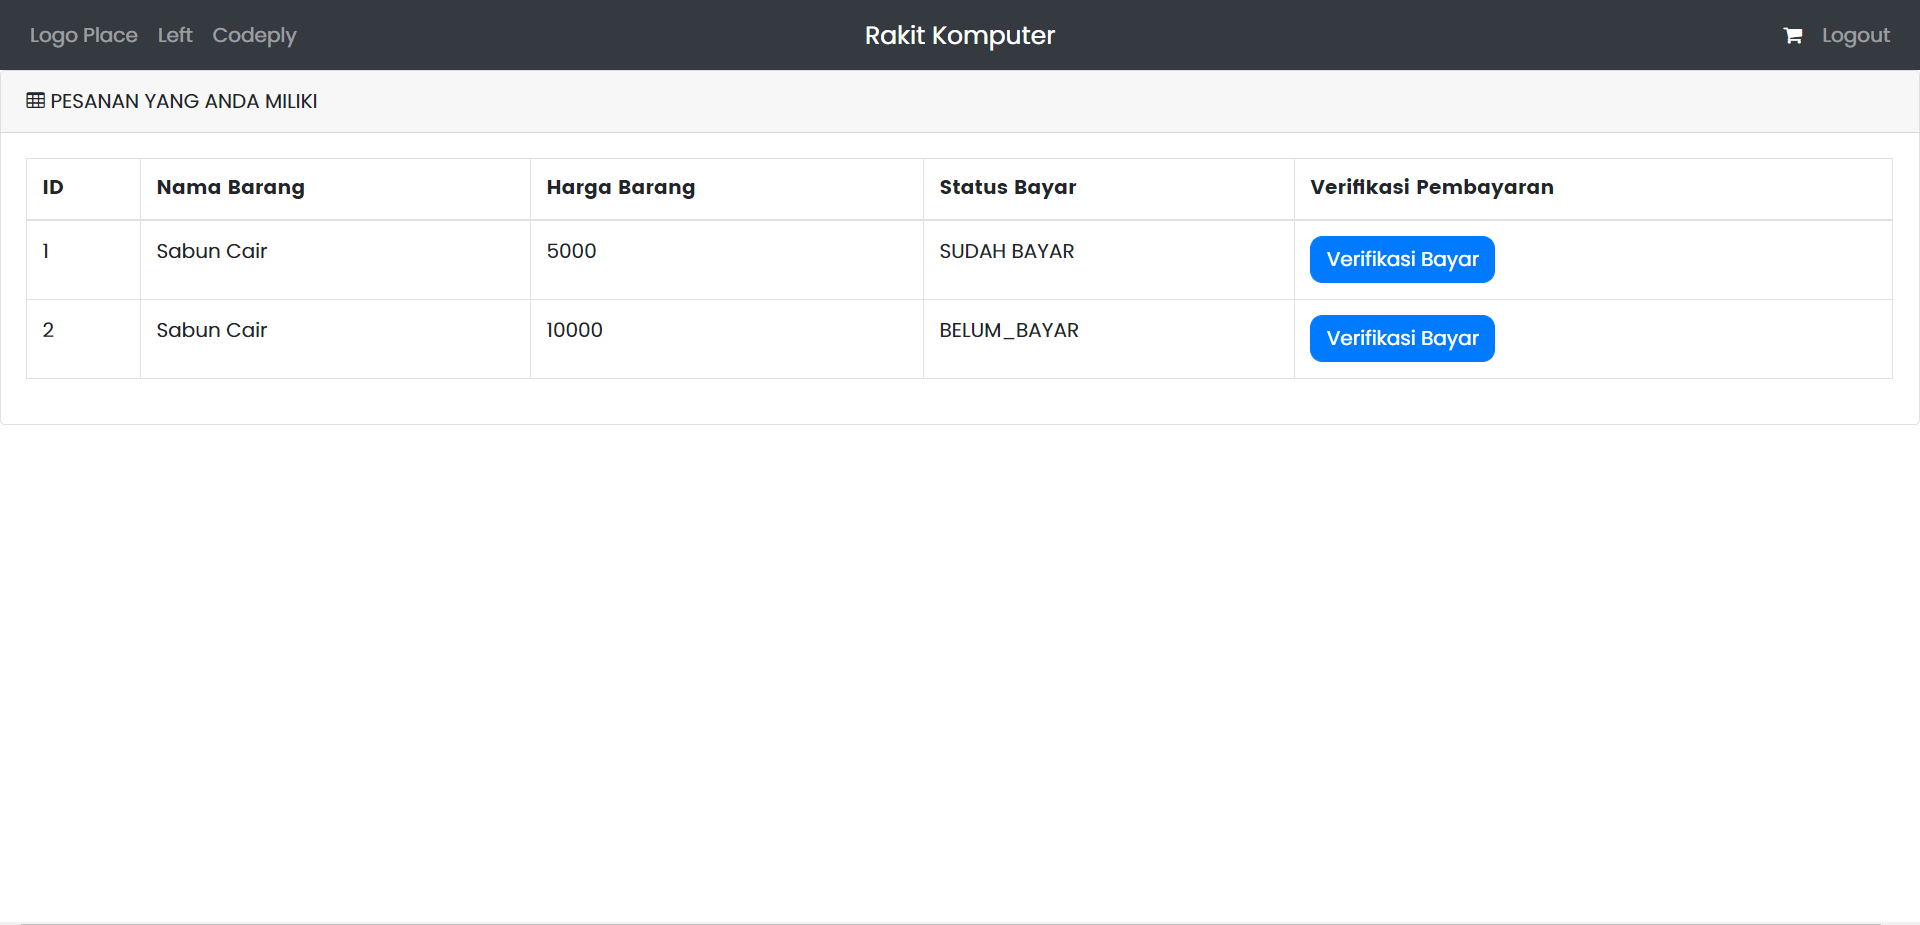 Logo Place Left Codeply Rakit Komputer Logout
PESANAN YANG ANDA MILIKI
ID Nama Barang Harga Barang Status Bayar Verifikasi Pembayaran
1 Sabun Cair 5000 SUDAH BAYAR Verifikasi Bayar
2 Sabun Cair 10000 BELUM_BAYAR Verifikasi Bayar